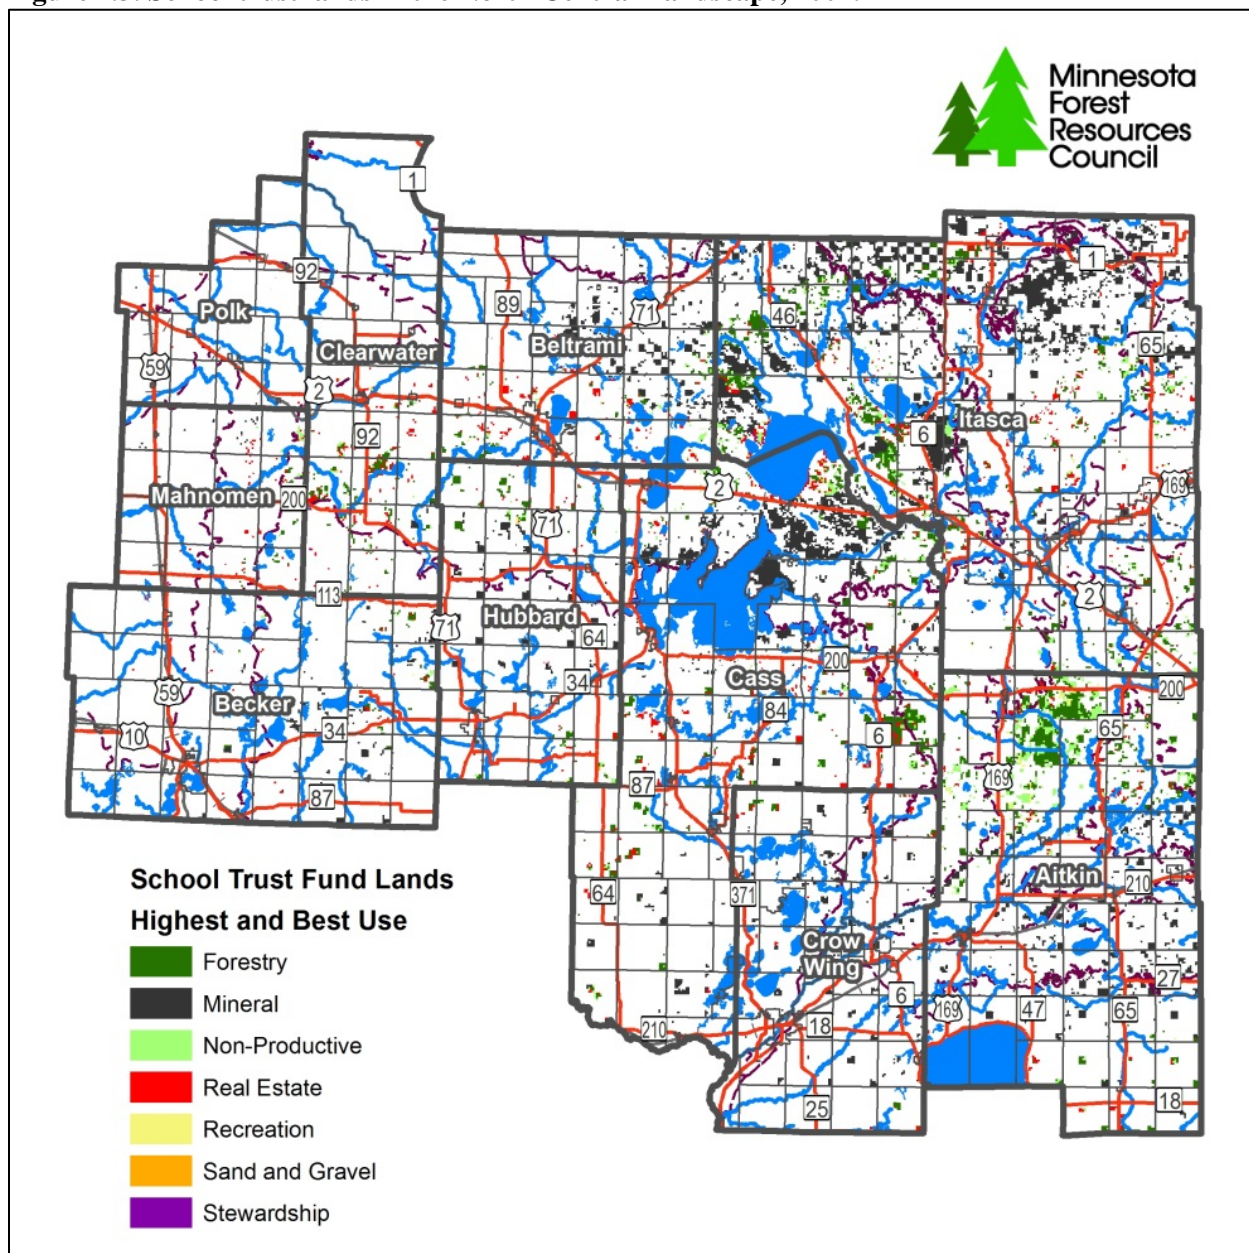 Minnesota
Forest
Resources
Council
1
92
Polk
89
71
46
1
Clearwater
Beltrami
65
59
2
92
6
Itasca
Mahnomen
200
2
169
71
113
71
Hubbard
64
2
59
Becker
34
34
200
Cass
84
200
10
6
65
87
87
169
64
371
Aitkin
210
Crow
Wing
27
6
169
47
65
210
18
25
18
School Trust Fund Lands
Highest and Best Use
Forestry
Mineral
Non-Productive
Real Estate
Recreation
Sand and Gravel
Stewardship